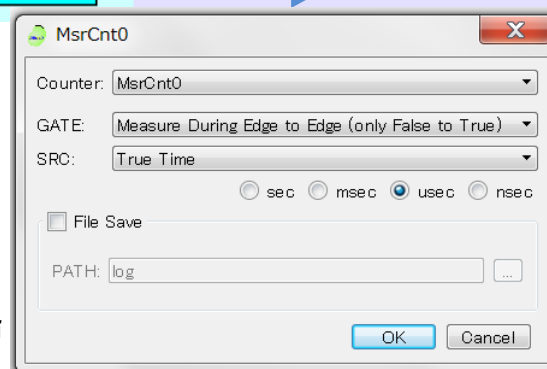 MsrCnt0
Counter: MsrCnt0
GATE: Measure During Edge to Edge (only False to True)
SRC: True Time
sec msec usec nsec
File Save
PATH: log ...
OK Cancel